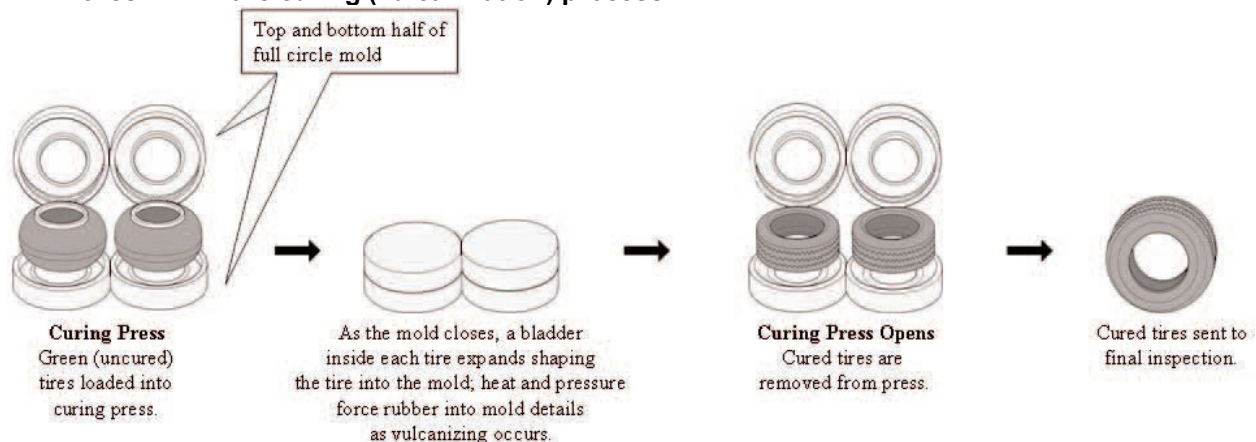 Top and bottom half of
full circle mold
Curing Press
Green (uncured)
tires loaded into
curing press.
As the mold closes, a bladder
inside each tire expands shaping
the tire into the mold; heat and pressure
force rubber into mold details
as vulcanizing occurs.
Curing Press Opens
Cured tires are
removed from press.
Cured tires sent to
final inspection.